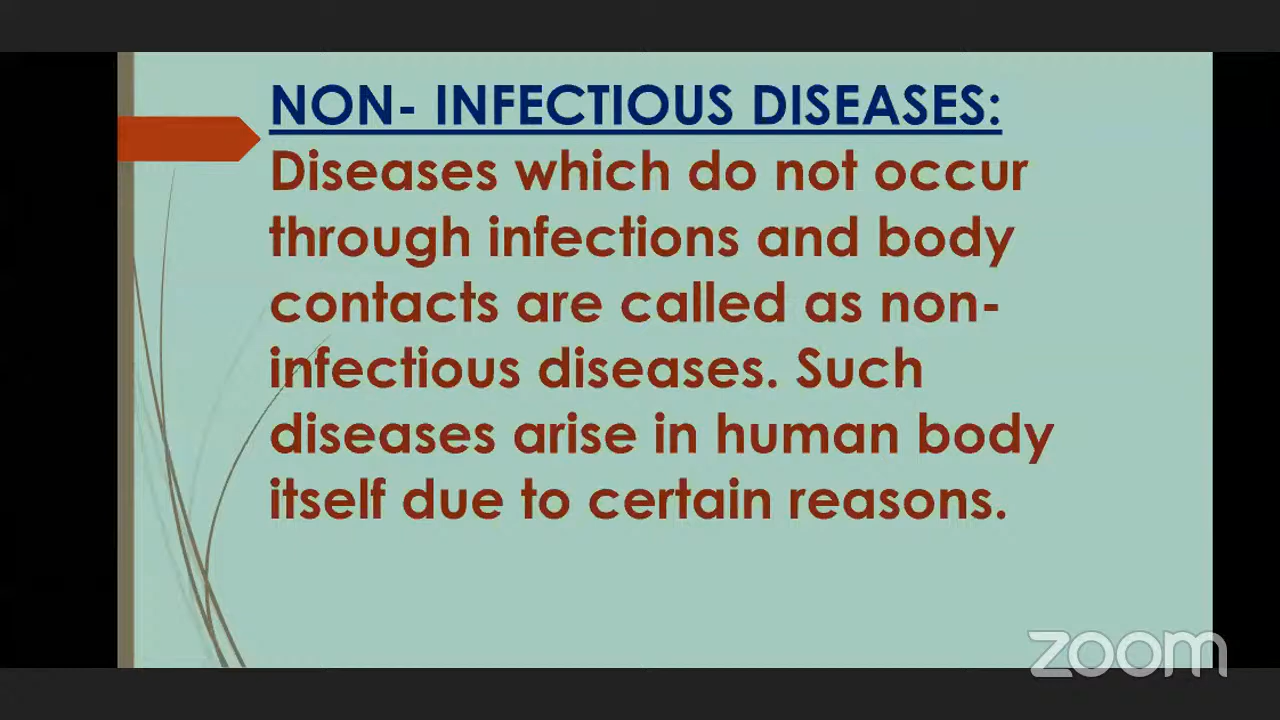 NON- INFECTIOUS DISEASES:
Diseases which do not occur
through infections and body
contacts are called as non-
infectious diseases. Such
diseases arise in human body
itself due to certain reasons.
zoom